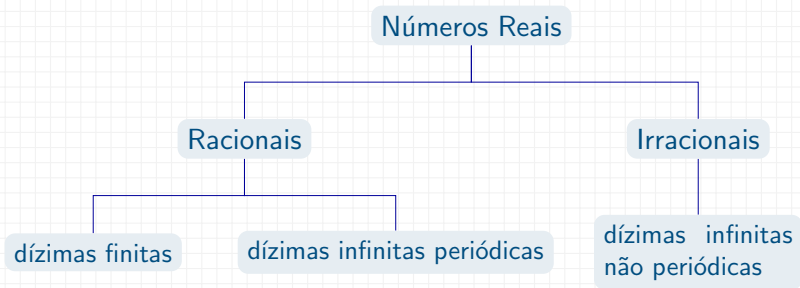 Números Reais
Racionais
Irracionais
dízimas finitas
dízimas infinitas periódicas
dízimas infinitas
não periódicas